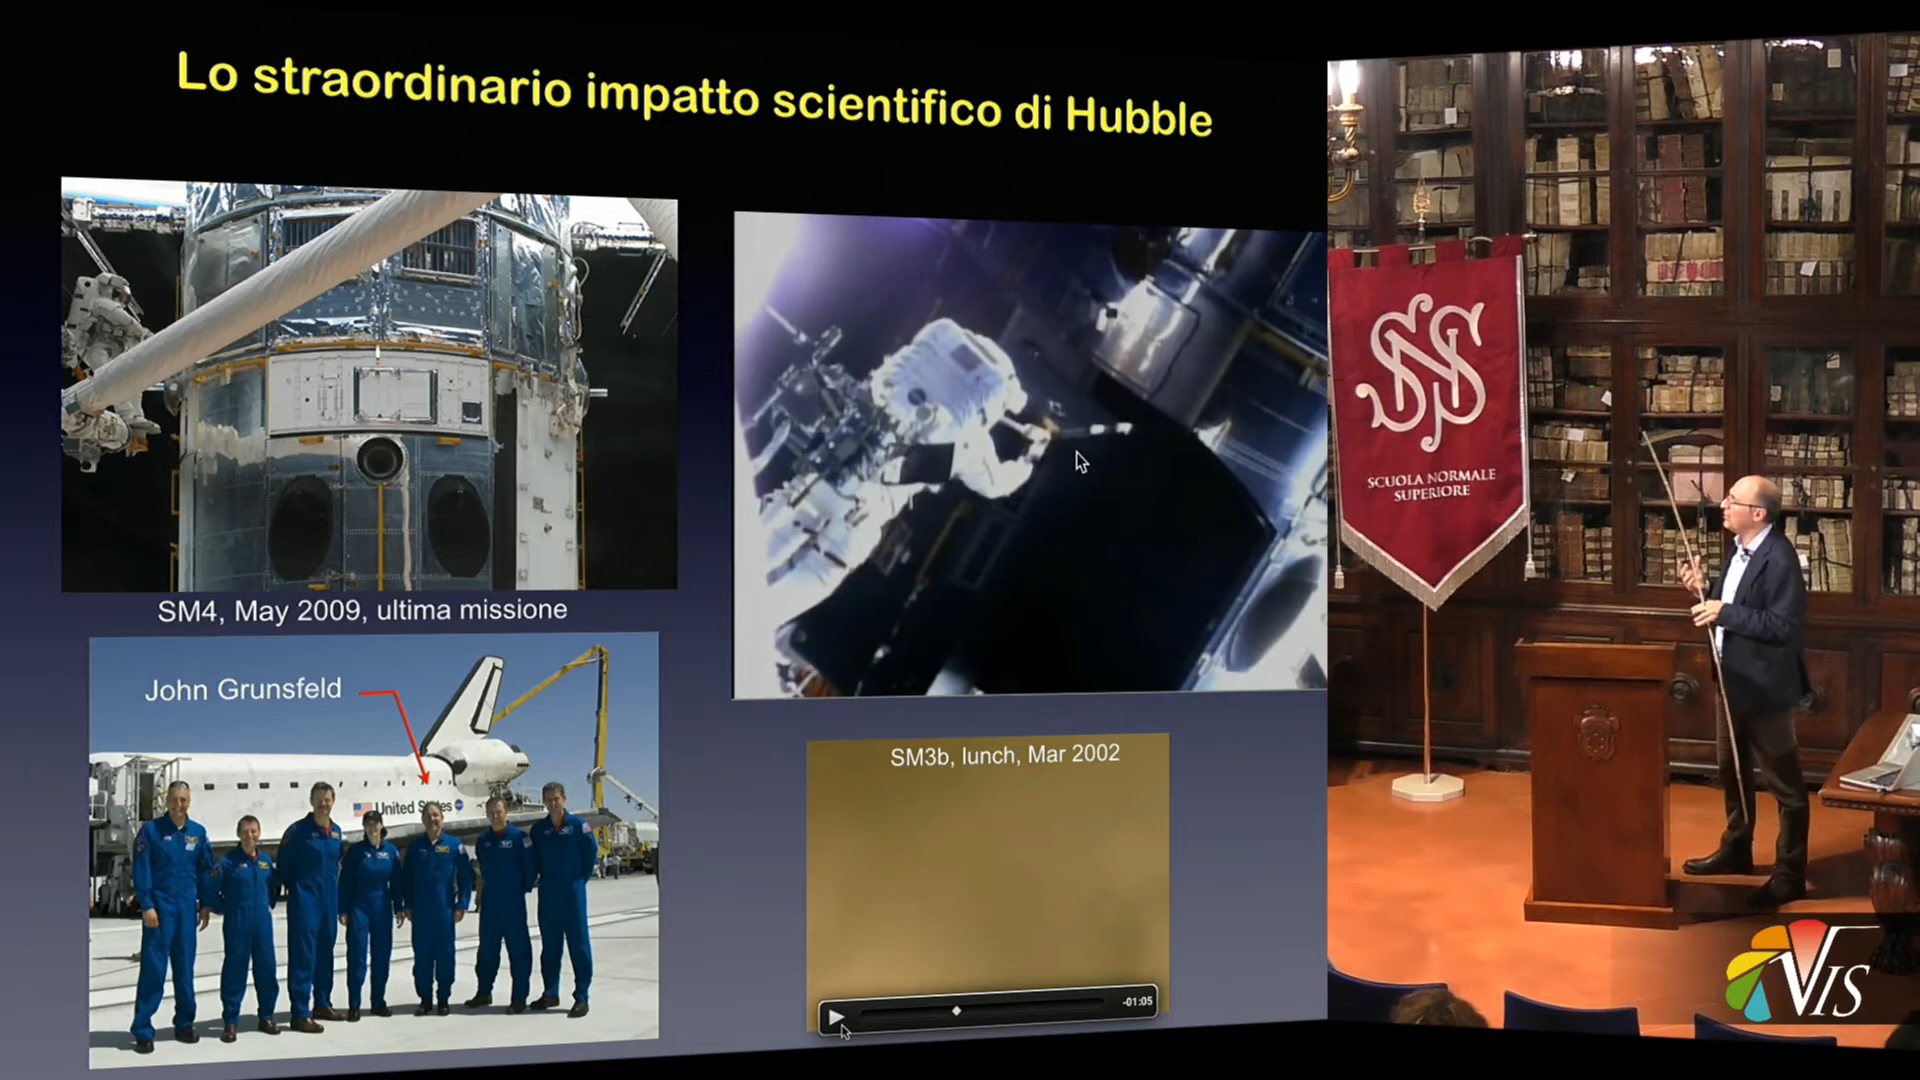 Lo straordinario impatto scientifico di Hubble
SM4, May 2009, ultima missione
John Grunsfeld
United States
SM3b, lunch, Mar 2002
-01:05
SNS
SCUOLA NORMALE
SUPERIORE
VIS